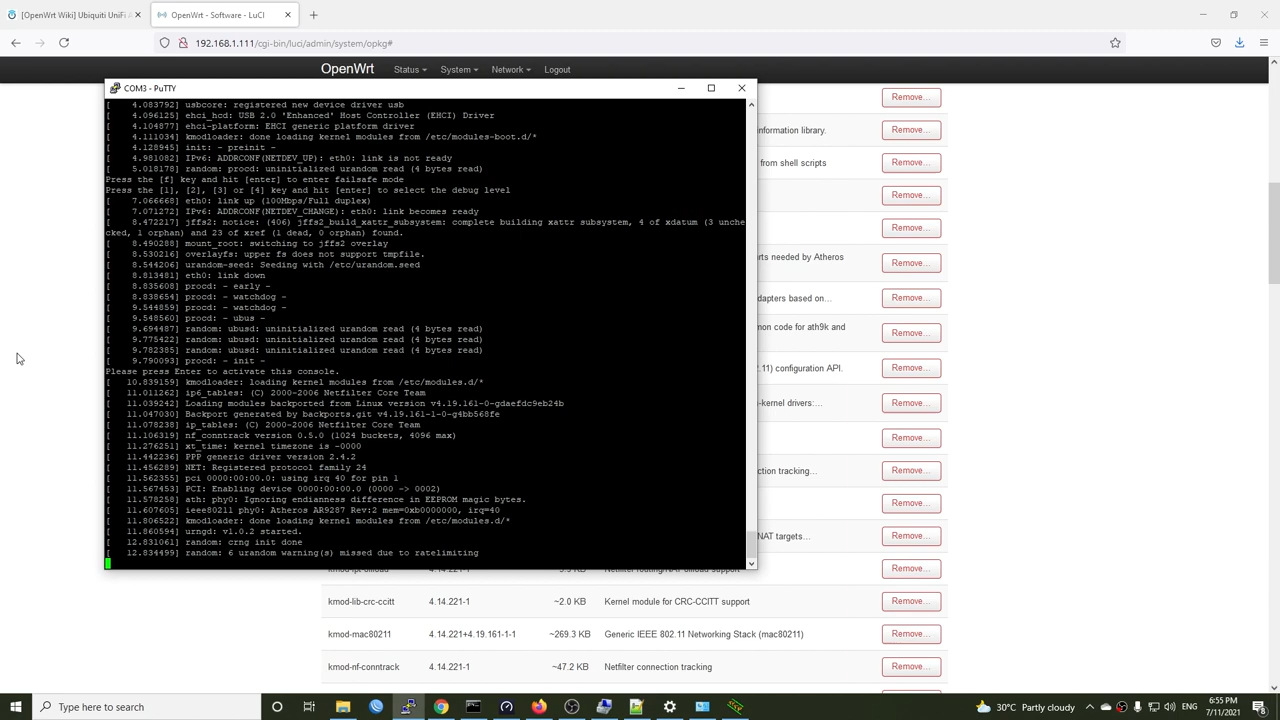 [OpenWrt Wiki] Ubiquiti UniFi A
OpenWrt - Software - LuCI
192.168.1.111/cgi-bin/luci/admin/system/opkg#
OpenWrt
Status
System
Network
Logout
COM3 - PuTTY
[    4.083792] usbcore: registered new device driver usb
[    4.096125] ehci_hcd: USB 2.0 'Enhanced' Host Controller (EHCI) Driver
[    4.104877] ehci-platform: EHCI generic platform driver
[    4.111034] kmodloader: done loading kernel modules from /etc/modules-boot.d/*
[    4.128945] init: - preinit -
[    4.981082] IPv6: ADDRCONF(NETDEV_UP): eth0: link is not ready
[    5.018178] random: procd: uninitialized urandom read (4 bytes read)
Press the [f] key and hit [enter] to enter failsafe mode
Press the [1], [2], [3] or [4] key and hit [enter] to select the debug level
[    7.066668] eth0: link up (100Mbps/Full duplex)
[    7.071272] IPv6: ADDRCONF(NETDEV_CHANGE): eth0: link becomes ready
[    8.472217] jffs2: notice: (406) jffs2_build_xattr_subsystem: complete building xattr subsystem, 4 of xdatum (3 unche
cked, 1 orphan) and 23 of xref (1 dead, 0 orphan) found.
[    8.490288] mount_root: switching to jffs2 overlay
[    8.530216] overlayfs: upper fs does not support tmpfile.
[    8.544206] urandom-seed: Seeding with /etc/urandom.seed
[    8.813481] eth0: link down
[    8.835608] procd: - early -
[    8.838654] procd: - watchdog -
[    9.544859] procd: - watchdog -
[    9.548560] procd: - ubus -
[    9.694487] random: ubusd: uninitialized urandom read (4 bytes read)
[    9.775422] random: ubusd: uninitialized urandom read (4 bytes read)
[    9.782385] random: ubusd: uninitialized urandom read (4 bytes read)
[    9.790093] procd: - init -
Please press Enter to activate this console.
[   10.839159] kmodloader: loading kernel modules from /etc/modules.d/*
[   11.011262] ip6_tables: (C) 2000-2006 Netfilter Core Team
[   11.039242] Loading modules backported from Linux version v4.19.161-0-gdaefdc9eb24b
[   11.047030] Backport generated by backports.git v4.19.161-1-0-g4bb568fe
[   11.078238] ip_tables: (C) 2000-2006 Netfilter Core Team
[   11.106319] nf_conntrack version 0.5.0 (1024 buckets, 4096 max)
[   11.276251] xt_time: kernel timezone is -0000
[   11.442236] PPP generic driver version 2.4.2
[   11.456289] NET: Registered protocol family 24
[   11.562355] pci 0000:00:00.0: using irq 40 for pin 1
[   11.567453] PCI: Enabling device 0000:00:00.0 (0000 -> 0002)
[   11.578258] ath: phy0: Ignoring endianness difference in EEPROM magic bytes.
[   11.607605] ieee80211 phy0: Atheros AR9287 Rev:2 mem=0xb0000000, irq=40
[   11.806522] kmodloader: done loading kernel modules from /etc/modules.d/*
[   11.860594] urngd: v1.0.2 started.
[   12.831061] random: crng init done
[   12.834499] random: 6 urandom warning(s) missed due to ratelimiting
Remove...
information library.
Remove...
from shell scripts
Remove...
Remove...
Remove...
rts needed by Atheros
Remove...
dapters based on...
Remove...
mon code for ath9k and
Remove...
2.11) configuration API.
Remove...
-kernel drivers:...
Remove...
Remove...
ction tracking...
Remove...
Remove...
NAT targets...
Remove...
Remove...
kmod-lib-crc-ccitt 4.14.221-1 ~2.0 KB Kernel module for CRC-CCITT support Remove...
kmod-mac80211 4.14.221+4.19.161-1-1 ~269.3 KB Generic IEEE 802.11 Networking Stack (mac80211) Remove...
kmod-nf-conntrack 4.14.221-1 ~47.2 KB Netfilter connection tracking Remove...
Type here to search
30°C Partly cloudy
ENG
6:55 PM
7/11/2021
8